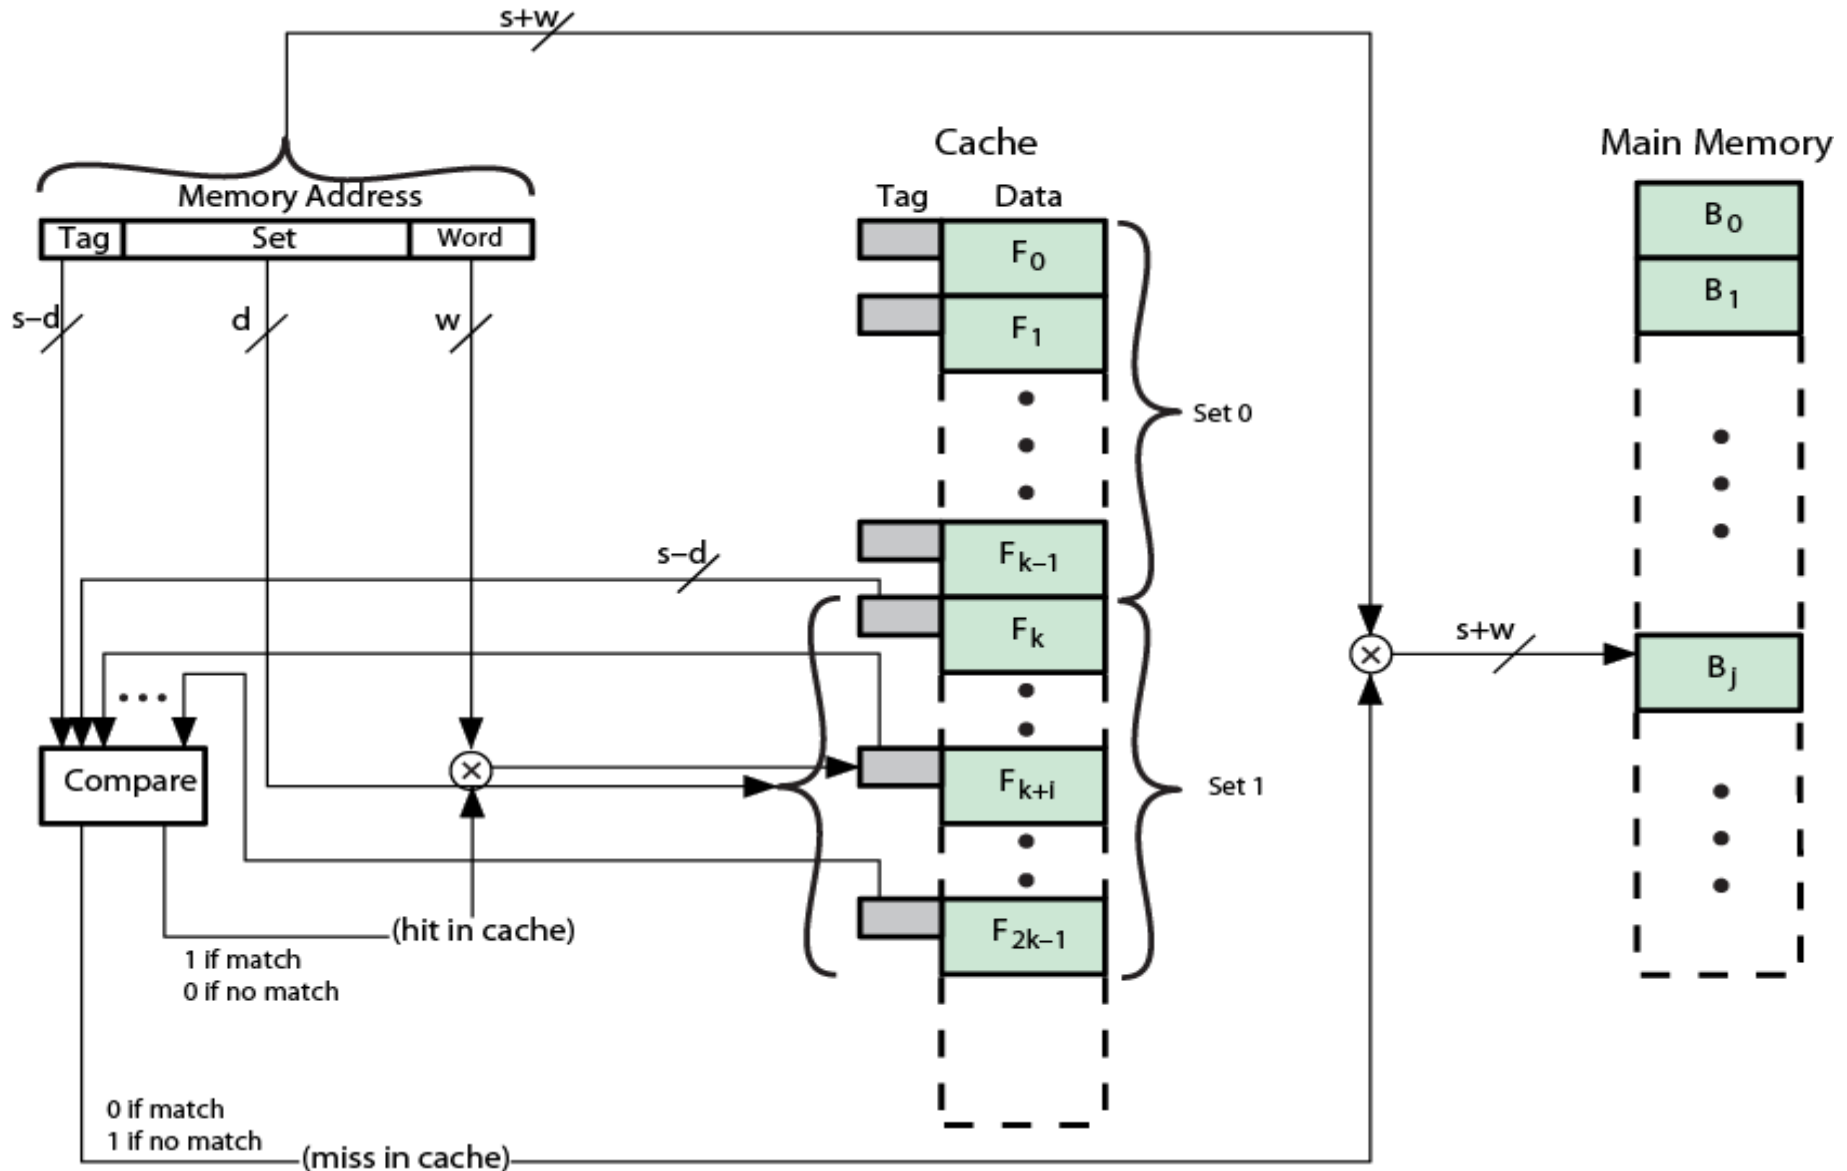 s+w
Cache
Main Memory
Memory Address
Tag Data
Tag Set Word
B0
F0
B1
s–d d w
F1
Set 0
s–d
Fk–1
Fk
s+w
Bj
Compare
Fk+i
Set 1
(hit in cache)
F2k–1
1 if match
0 if no match
0 if match
1 if no match
(miss in cache)